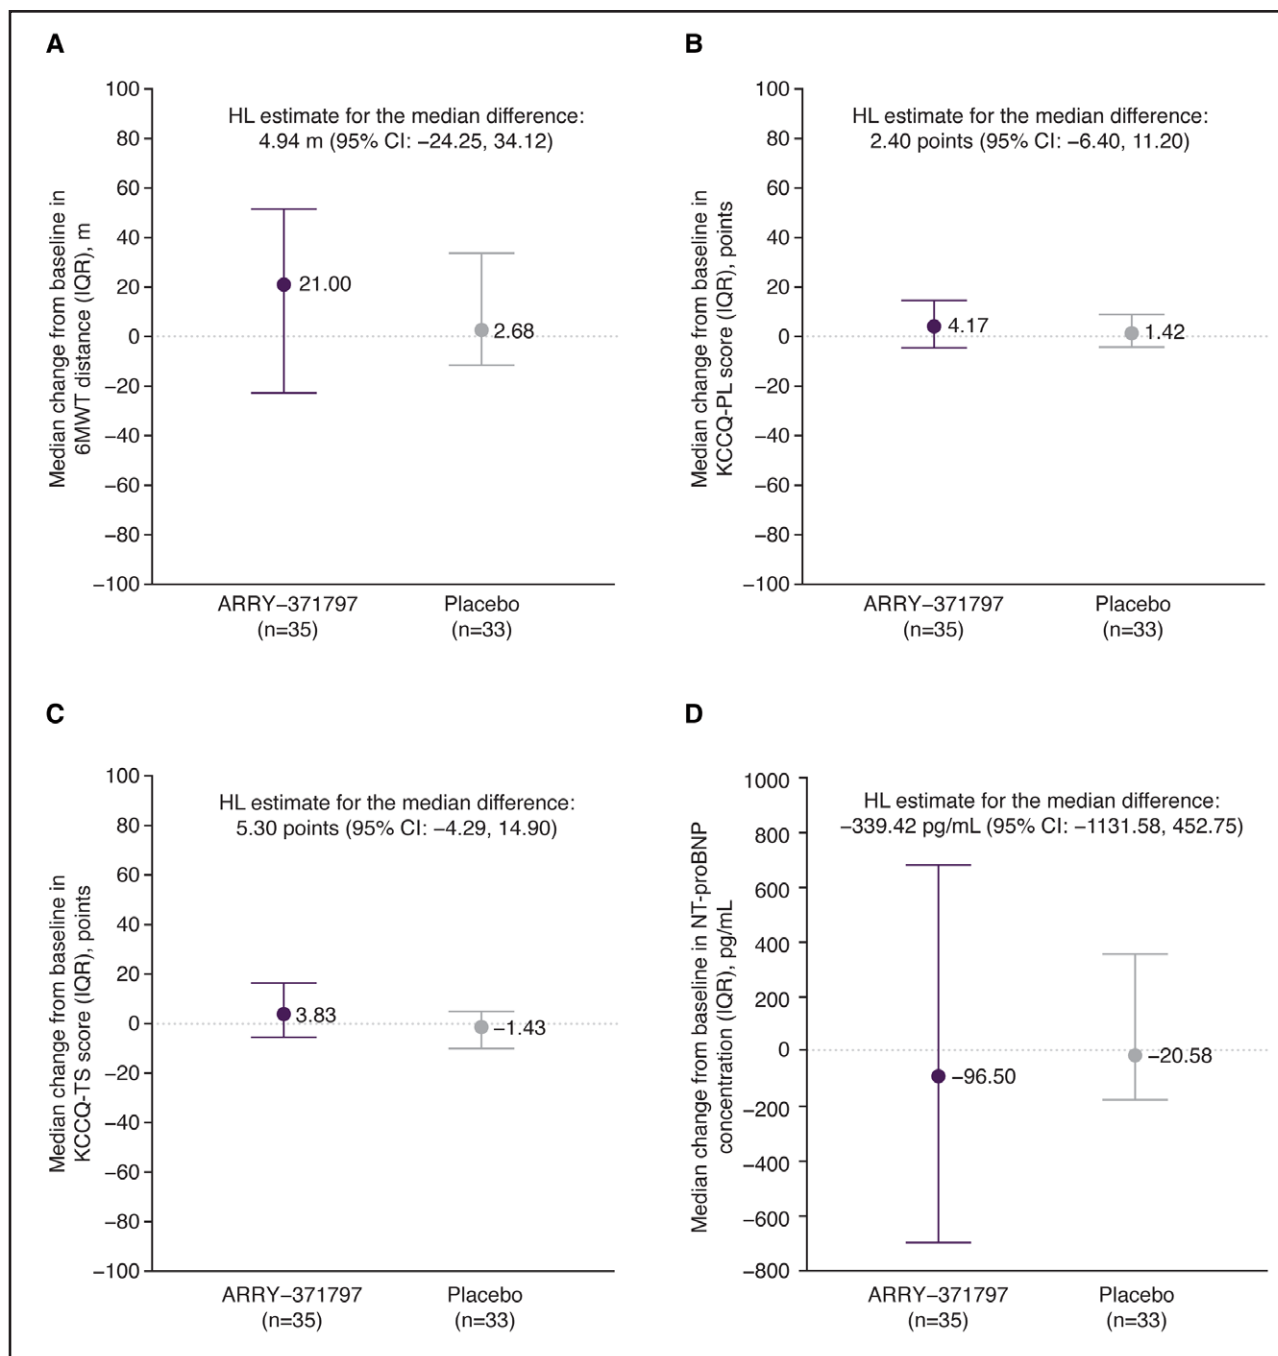 A
Median change from baseline in
6MWT distance (IQR), m
100
80
60
40
20
0
−20
−40
−60
−80
−100
HL estimate for the median difference:
4.94 m (95% CI: −24.25, 34.12)
21.00
2.68
ARRY−371797
(n=35)
Placebo
(n=33)
B
Median change from baseline in
KCCQ-PL score (IQR), points
100
80
60
40
20
0
−20
−40
−60
−80
−100
HL estimate for the median difference:
2.40 points (95% CI: −6.40, 11.20)
4.17
1.42
ARRY−371797
(n=35)
Placebo
(n=33)
C
Median change from baseline in
KCCQ-TS score (IQR), points
100
80
60
40
20
0
−20
−40
−60
−80
−100
HL estimate for the median difference:
5.30 points (95% CI: −4.29, 14.90)
3.83
−1.43
ARRY−371797
(n=35)
Placebo
(n=33)
D
Median change from baseline in NT-proBNP
concentration (IQR), pg/mL
1000
800
600
400
200
0
−200
−400
−600
−800
HL estimate for the median difference:
−339.42 pg/mL (95% CI: −1131.58, 452.75)
−96.50
−20.58
ARRY−371797
(n=35)
Placebo
(n=33)